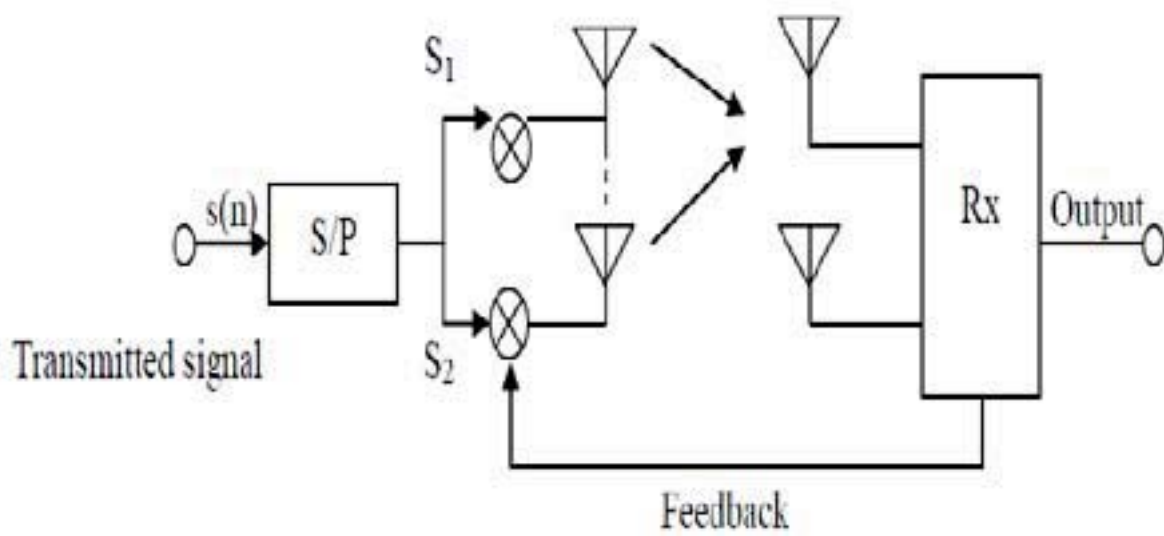 S₁
s(n)
S/P
Rx
Output
Transmitted signal
S₂
Feedback